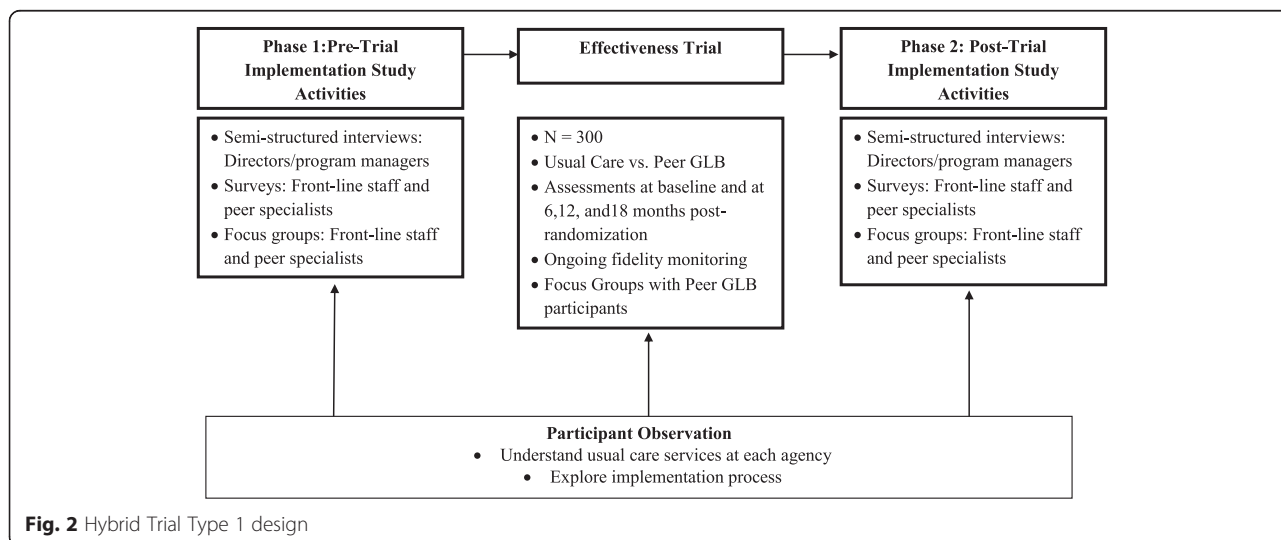 Phase 1:Pre-Trial
Implementation Study
Activities
Effectiveness Trial
Phase 2: Post-Trial
Implementation Study
Activities
• Semi-structured interviews:
Directors/program managers
• Surveys: Front-line staff and
peer specialists
• Focus groups: Front-line staff
and peer specialists
• N = 300
• Usual Care vs. Peer GLB
• Assessments at baseline and at
6,12, and18 months post-
randomization
• Ongoing fidelity monitoring
• Focus Groups with Peer GLB
participants
• Semi-structured interviews:
Directors/program managers
• Surveys: Front-line staff and
peer specialists
• Focus groups: Front-line staff
and peer specialists
Participant Observation
• Understand usual care services at each agency
• Explore implementation process
Fig. 2 Hybrid Trial Type 1 design